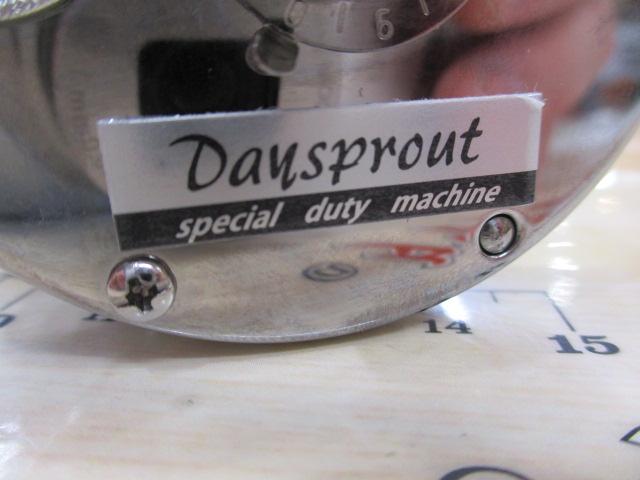 Daysprout
special duty machine
14
15